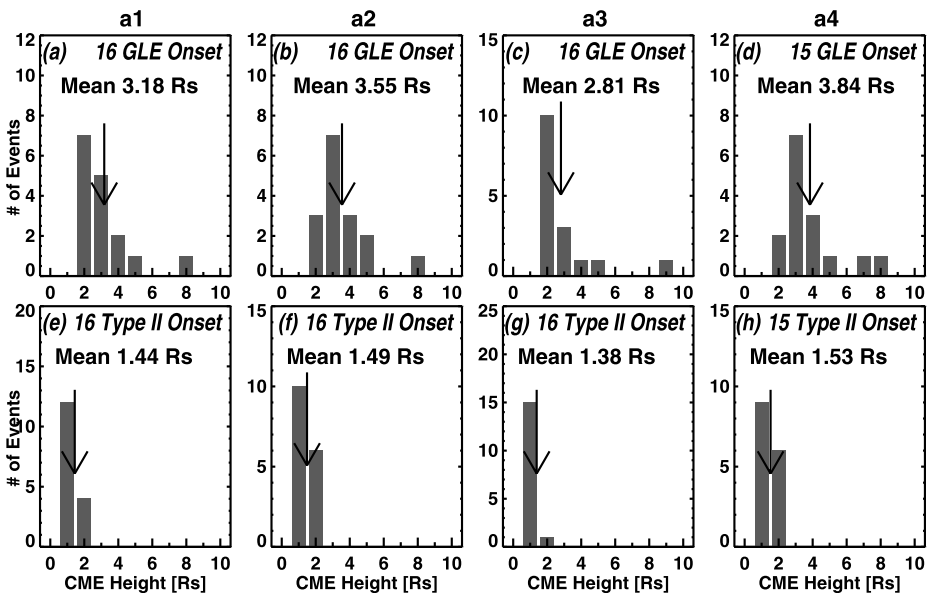 a1 a2 a3 a4
(a) 16 GLE Onset
Mean 3.18 Rs
(b) 16 GLE Onset
Mean 3.55 Rs
(c) 16 GLE Onset
Mean 2.81 Rs
(d) 15 GLE Onset
Mean 3.84 Rs
# of Events
12 10 8 6 4 2 0
12 10 8 6 4 2 0
15 10 5 0
12 10 8 6 4 2 0
0 2 4 6 8 10
0 2 4 6 8 10
0 2 4 6 8 10
0 2 4 6 8 10
(e) 16 Type II Onset
Mean 1.44 Rs
(f) 16 Type II Onset
Mean 1.49 Rs
(g) 16 Type II Onset
Mean 1.38 Rs
(h) 15 Type II Onset
Mean 1.53 Rs
# of Events
20 15 10 5 0
15 10 5 0
25 20 15 10 5 0
15 10 5 0
0 2 4 6 8 10
0 2 4 6 8 10
0 2 4 6 8 10
0 2 4 6 8 10
CME Height [Rs]
CME Height [Rs]
CME Height [Rs]
CME Height [Rs]